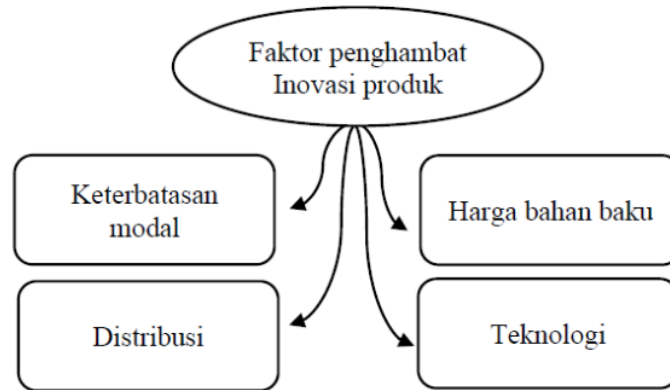 Faktor penghambat
Inovasi produk
Keterbatasan
modal
Harga bahan baku
Distribusi
Teknologi